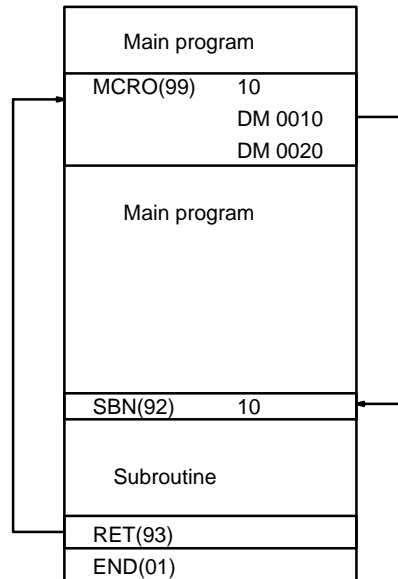 Main program
MCRO(99) 10
DM 0010
DM 0020
Main program
SBN(92) 10
Subroutine
RET(93)
END(01)